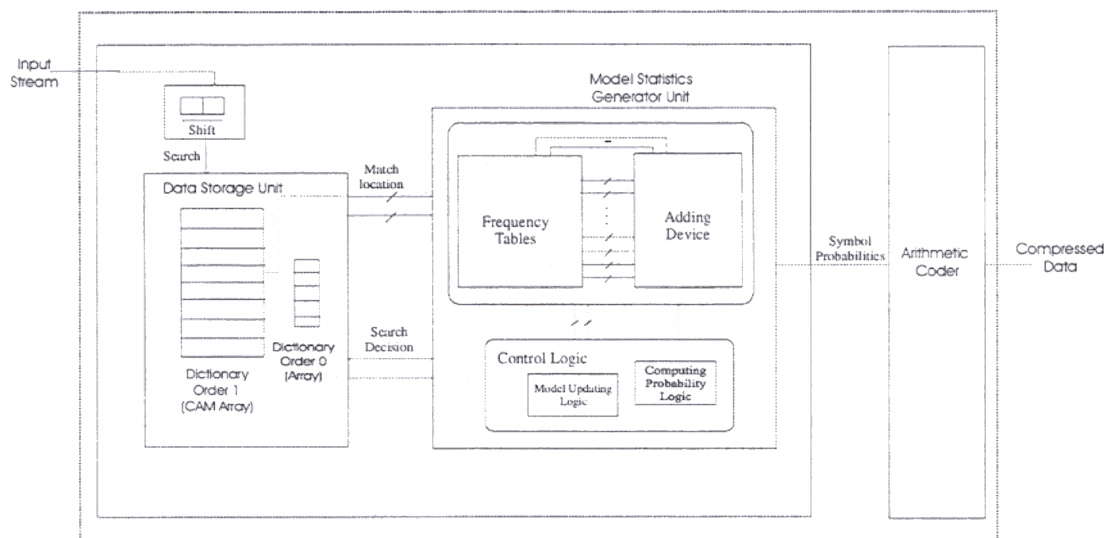 Input
Stream
Shift
Search
Data Storage Unit
Dictionary
Order 1
(CAM Array)
Dictionary
Order 0
(Array)
Match
location
Search
Decision
Model Statistics
Generator Unit
Frequency
Tables
Adding
Device
Control Logic
Model Updating
Logic
Computing
Probability
Logic
Symbol
Probabilities
Arithmetic
Coder
Compressed
Data